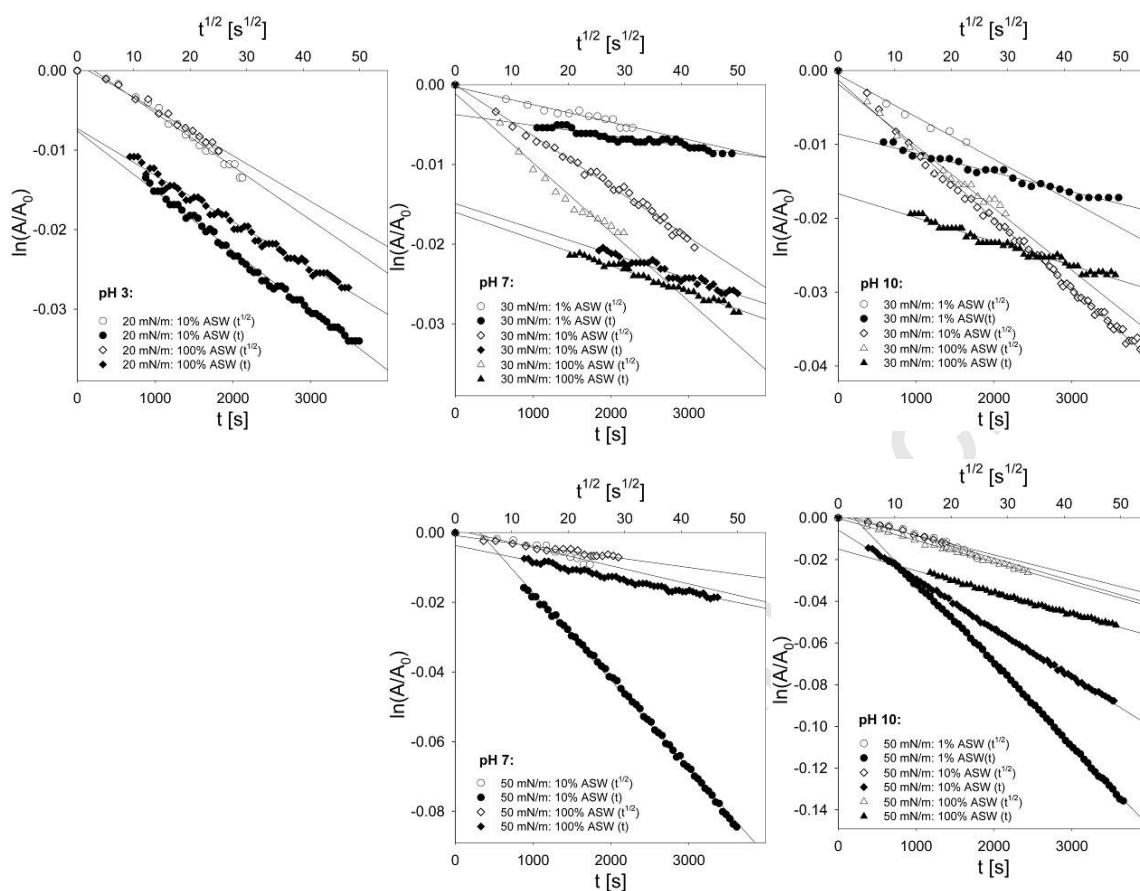 t^1/2 [s^1/2]
0 10 20 30 40 50
0.00
-0.01
-0.02
-0.03
ln(A/A₀)
pH 3:
20 mN/m: 10% ASW (t^1/2)
20 mN/m: 10% ASW (t)
20 mN/m: 100% ASW (t^1/2)
20 mN/m: 100% ASW (t)
0 1000 2000 3000
t [s]
t^1/2 [s^1/2]
0 10 20 30 40 50
0.00
-0.01
-0.02
-0.03
ln(A/A₀)
pH 7:
30 mN/m: 1% ASW (t^1/2)
30 mN/m: 1% ASW (t)
30 mN/m: 10% ASW (t^1/2)
30 mN/m: 10% ASW (t)
30 mN/m: 100% ASW (t^1/2)
30 mN/m: 100% ASW (t)
0 1000 2000 3000
t [s]
t^1/2 [s^1/2]
0 10 20 30 40 50
0.00
-0.01
-0.02
-0.03
-0.04
ln(A/A₀)
pH 10:
30 mN/m: 1% ASW (t^1/2)
30 mN/m: 1% ASW(t)
30 mN/m: 10% ASW (t^1/2)
30 mN/m: 100% ASW (t^1/2)
30 mN/m: 100% ASW (t)
0 1000 2000 3000
t [s]
t^1/2 [s^1/2]
0 10 20 30 40 50
0.00
-0.02
-0.04
-0.06
-0.08
ln(A/A₀)
pH 7:
50 mN/m: 10% ASW (t^1/2)
50 mN/m: 10% ASW (t)
50 mN/m: 100% ASW (t^1/2)
50 mN/m: 100% ASW (t)
0 1000 2000 3000
t [s]
t^1/2 [s^1/2]
0 10 20 30 40 50
0.00
-0.02
-0.04
-0.06
-0.08
-0.10
-0.12
-0.14
ln(A/A₀)
pH 10:
50 mN/m: 1% ASW (t^1/2)
50 mN/m: 1% ASW(t)
50 mN/m: 10% ASW (t^1/2)
50 mN/m: 10% ASW (t)
50 mN/m: 100% ASW (t^1/2)
50 mN/m: 100% ASW (t)
0 1000 2000 3000
t [s]